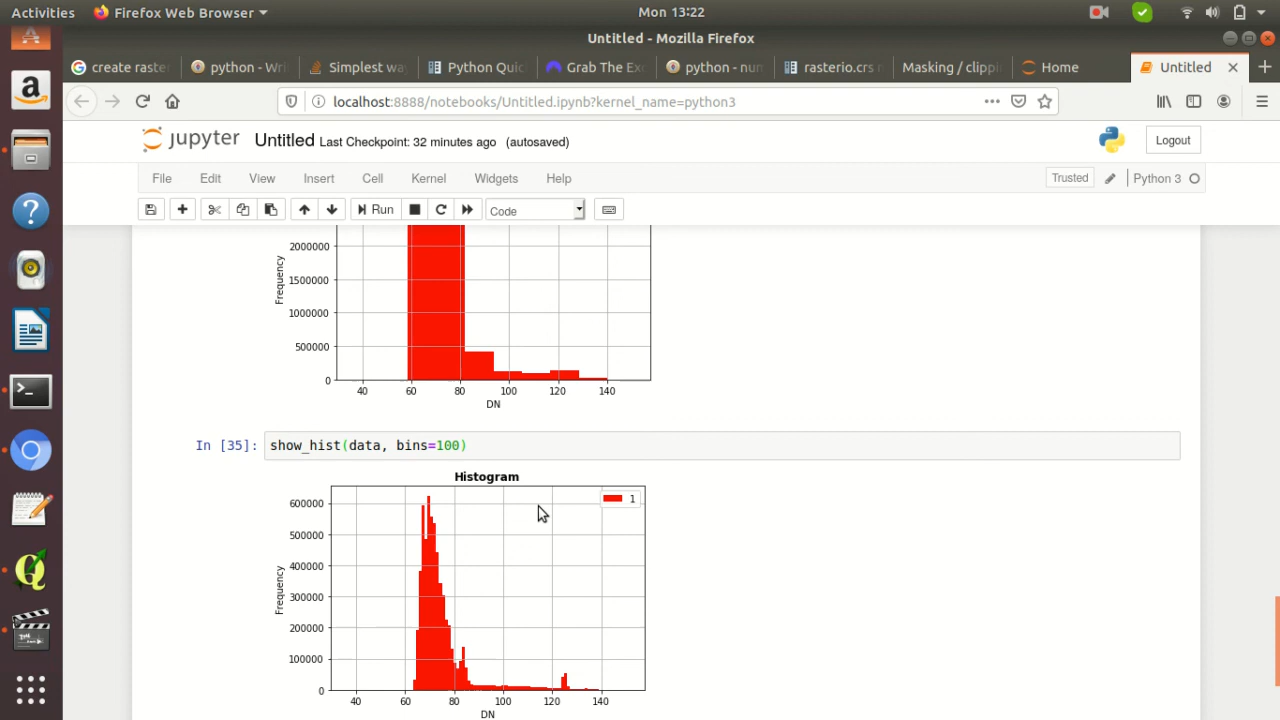 Activities Firefox Web Browser Mon 13:22
Untitled - Mozilla Firefox
create raste python - Wri Simplest wa Python Quic Grab The Exe python - num rasterio.crs m Masking / clippi Home Untitled
localhost:8888/notebooks/Untitled.ipynb?kernel_name=python3
jupyter Untitled Last Checkpoint: 32 minutes ago (autosaved) Logout
File Edit View Insert Cell Kernel Widgets Help Trusted Python 3
Run Code
2000000
1500000
1000000
500000
0
Frequency
40 60 80 100 120 140
DN
In [35]: show_hist(data, bins=100)
Histogram
1
600000
500000
400000
300000
200000
100000
0
Frequency
40 60 80 100 120 140
DN